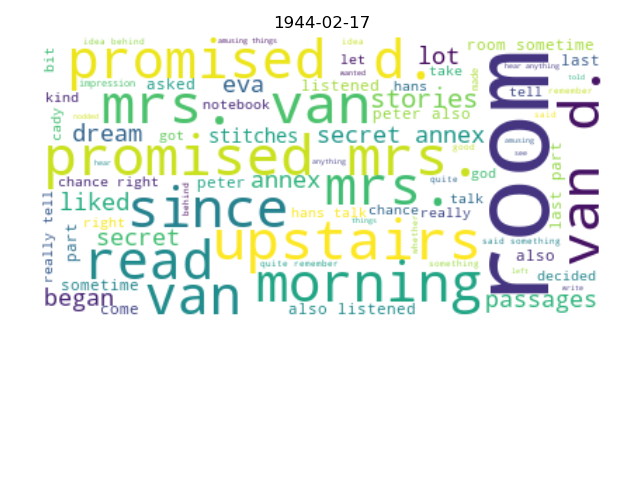 1944-02-17
idea behind
amusing things
idea
room sometime
bit
promised d.
let
lot
hear anything
last
impression
asked
eva
listened
hans
take
made
told
wanted
kind
mrs. van
stories
tell
remember
notebook
peter also
cady
nodded
dream
got
stitches
secret annex
said
amusing
promised mrs.
good
see
hear
anything
god
chance right
behind
peter
annex
mrs.
quite
last part
room
van d.
liked
since
hans talk
chance
really
talk
things
really tell
right
part
secret
upstairs
whether
said something
read
also
quite remember
something
left
decided
sometime
van
morning
write
began
come
also listened
passages